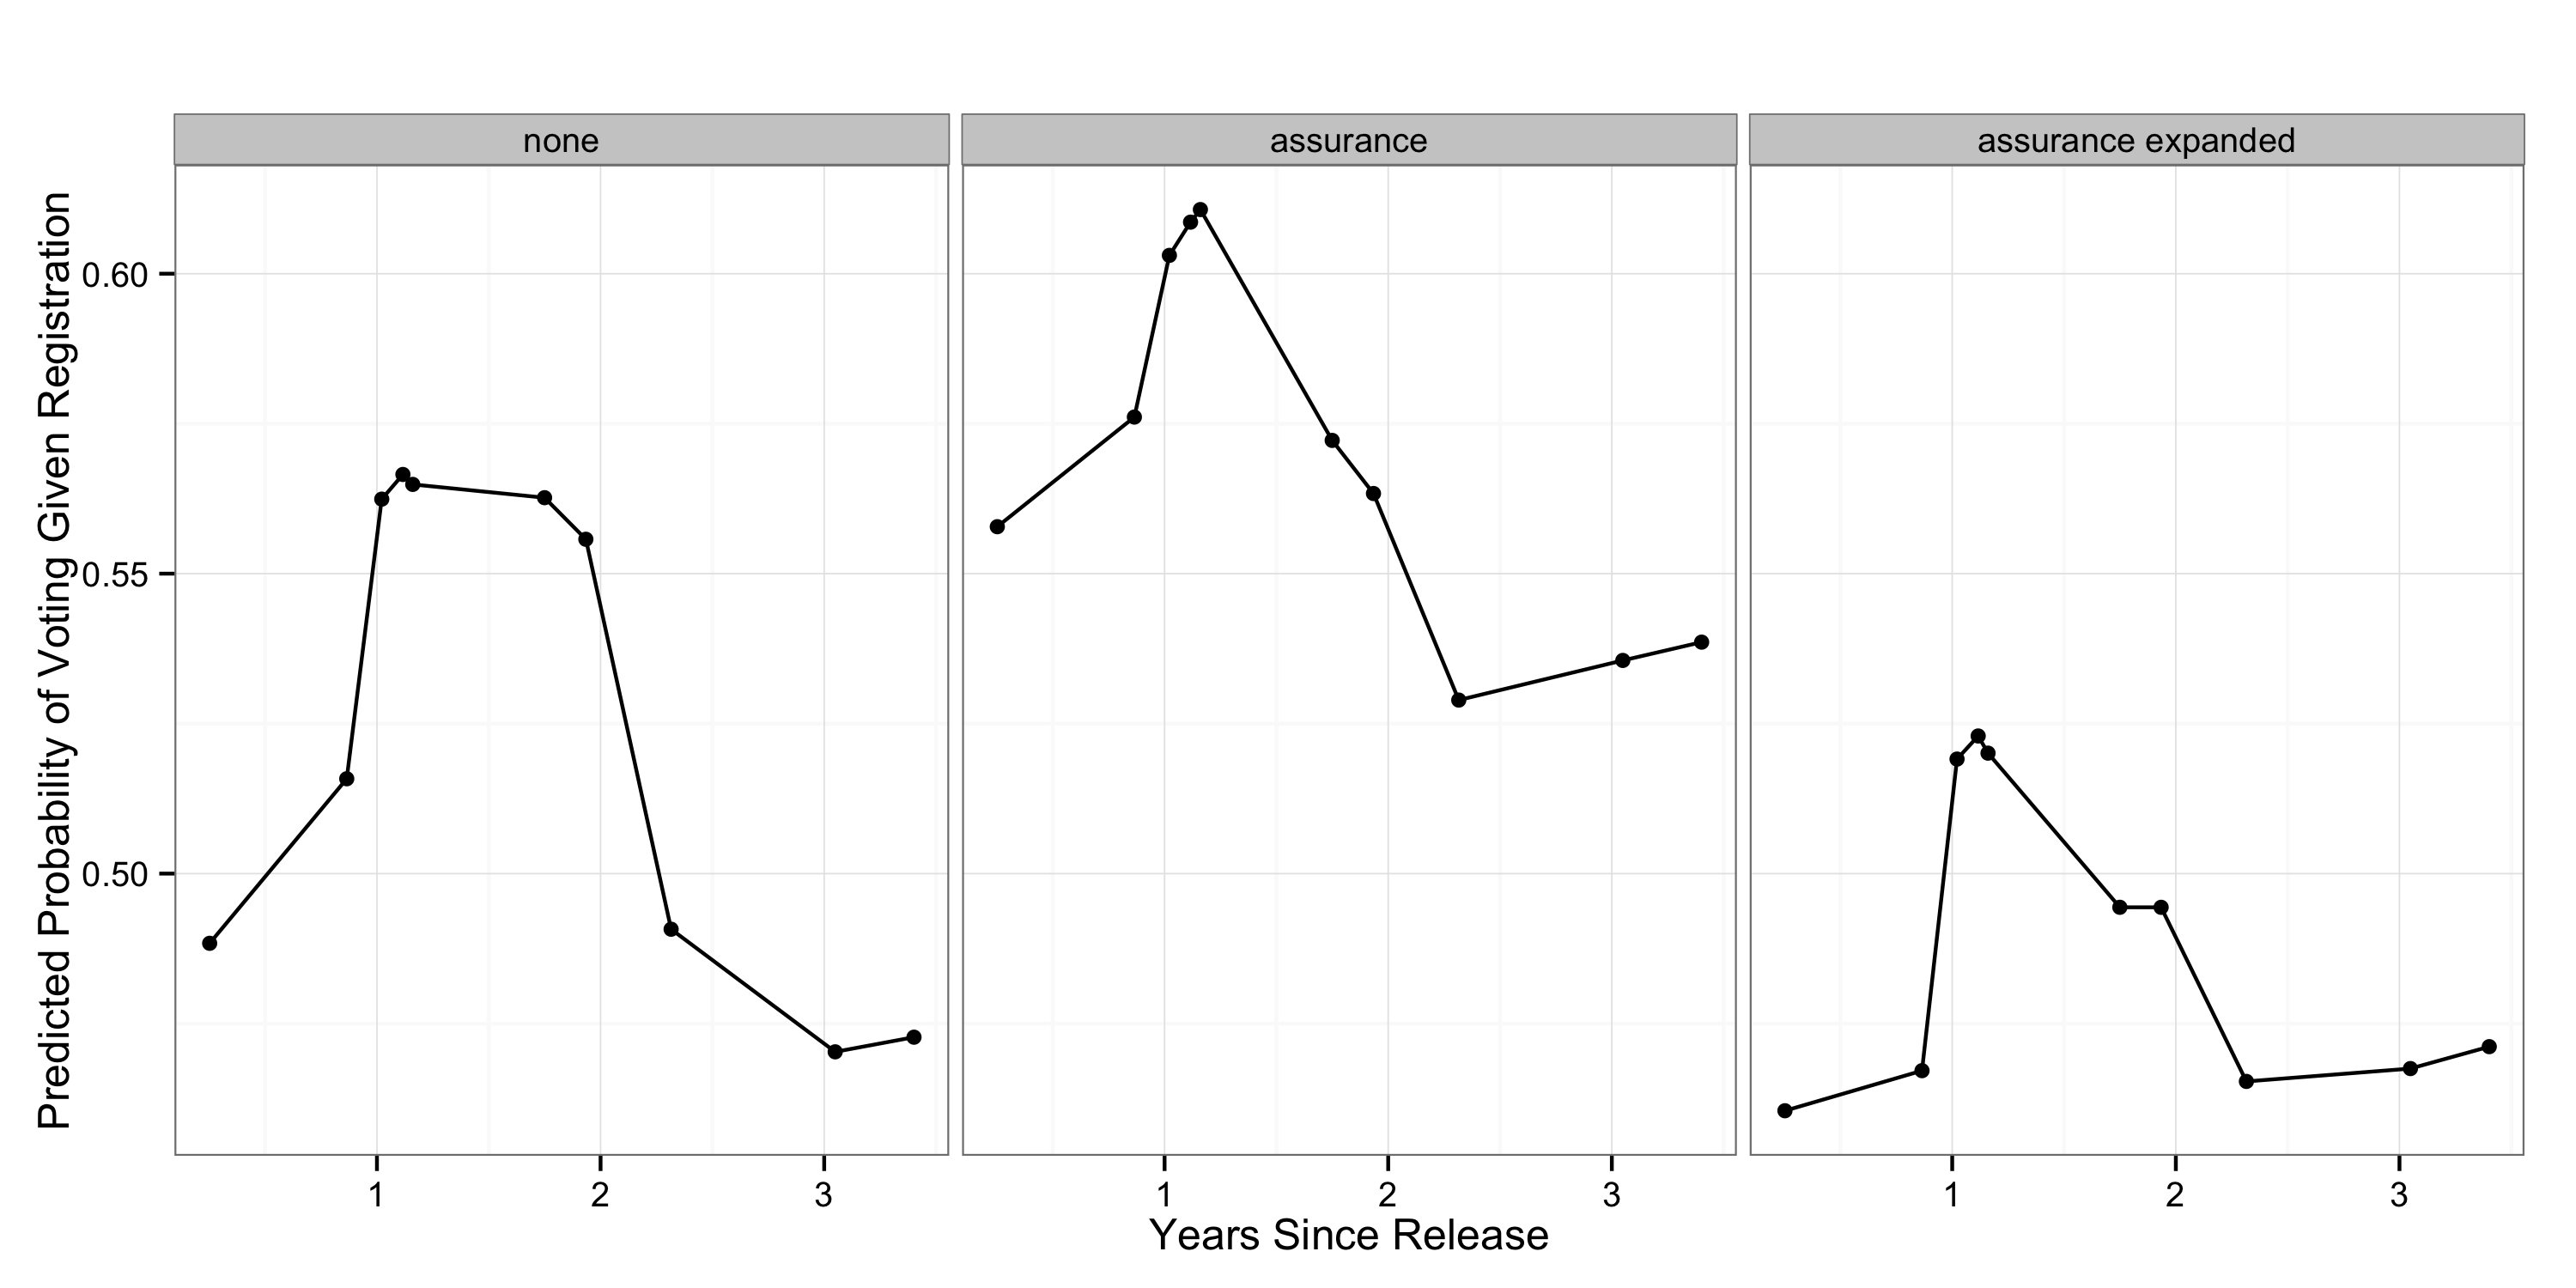 none
assurance
assurance expanded
Predicted Probability of Voting Given Registration
0.60
0.55
0.50
1 2 3 1 2 3 1 2 3
Years Since Release